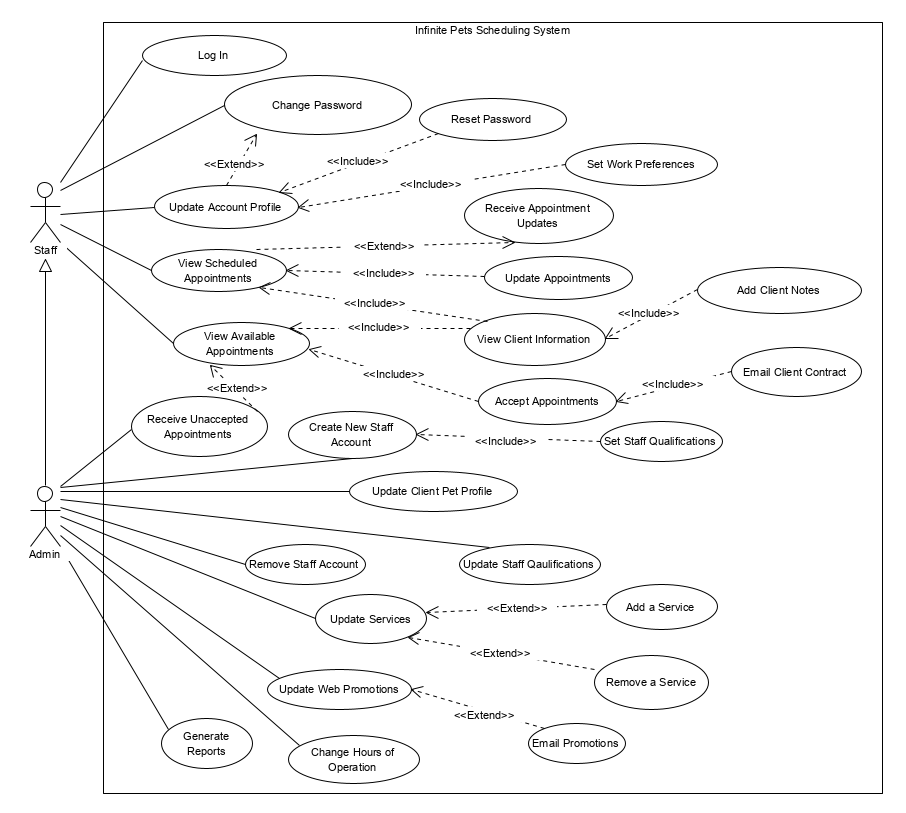 Infinite Pets Scheduling System
Log In
Change Password
Reset Password
<<Extend>>
<<Include>>
Set Work Preferences
<<Include>>
Update Account Profile
Receive Appointment
Updates
Staff
<<Extend>>
View Scheduled
Appointments
<<Include>>
Update Appointments
Add Client Notes
<<Include>>
<<Include>>
<<Include>>
View Client Information
View Available
Appointments
<<Include>>
Email Client Contract
<<Include>>
<<Extend>>
Accept Appointments
Receive Unaccepted
Appointments
Create New Staff
Account
<<Include>>
Set Staff Qualifications
Update Client Pet Profile
Admin
Remove Staff Account
Update Staff Qaulifications
Update Services
<<Extend>>
Add a Service
<<Extend>>
Remove a Service
Update Web Promotions
<<Extend>>
Generate
Reports
Change Hours of
Operation
Email Promotions